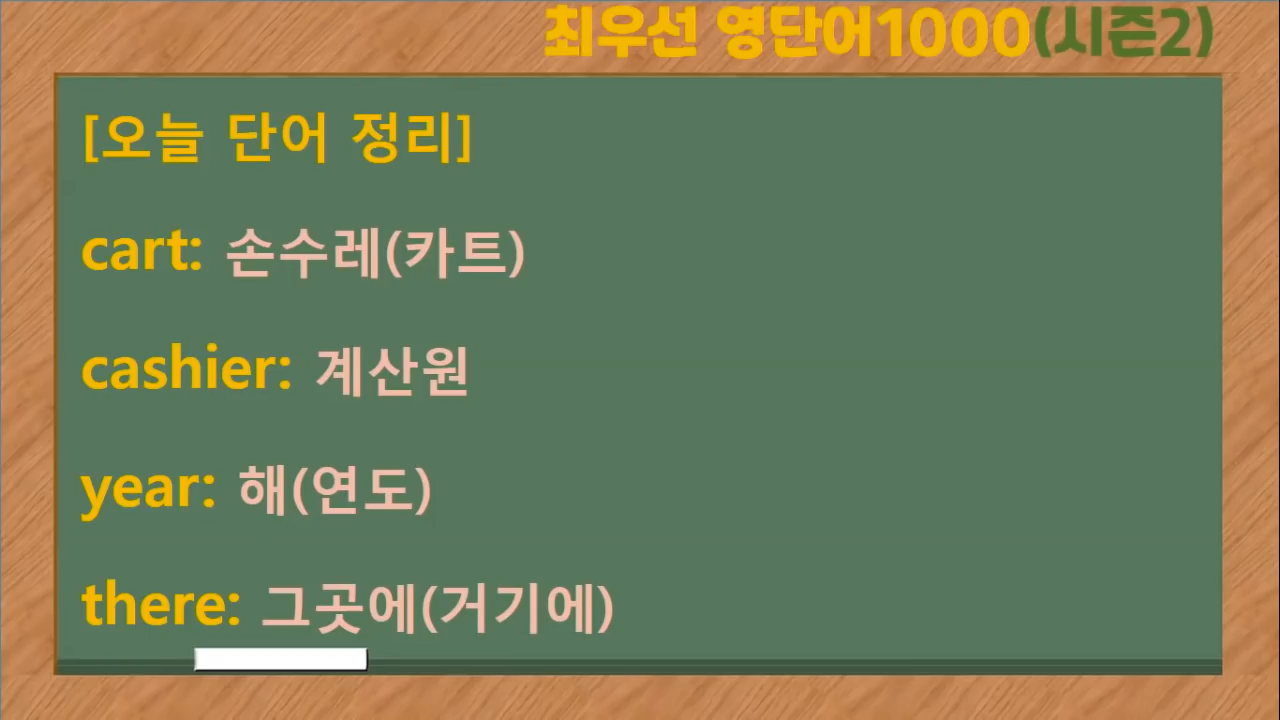 최우선 영단어1000(시즌2)
[오늘 단어 정리]
cart: 손수레(카트)
cashier: 계산원
year: 해(연도)
there: 그곳에(거기에)